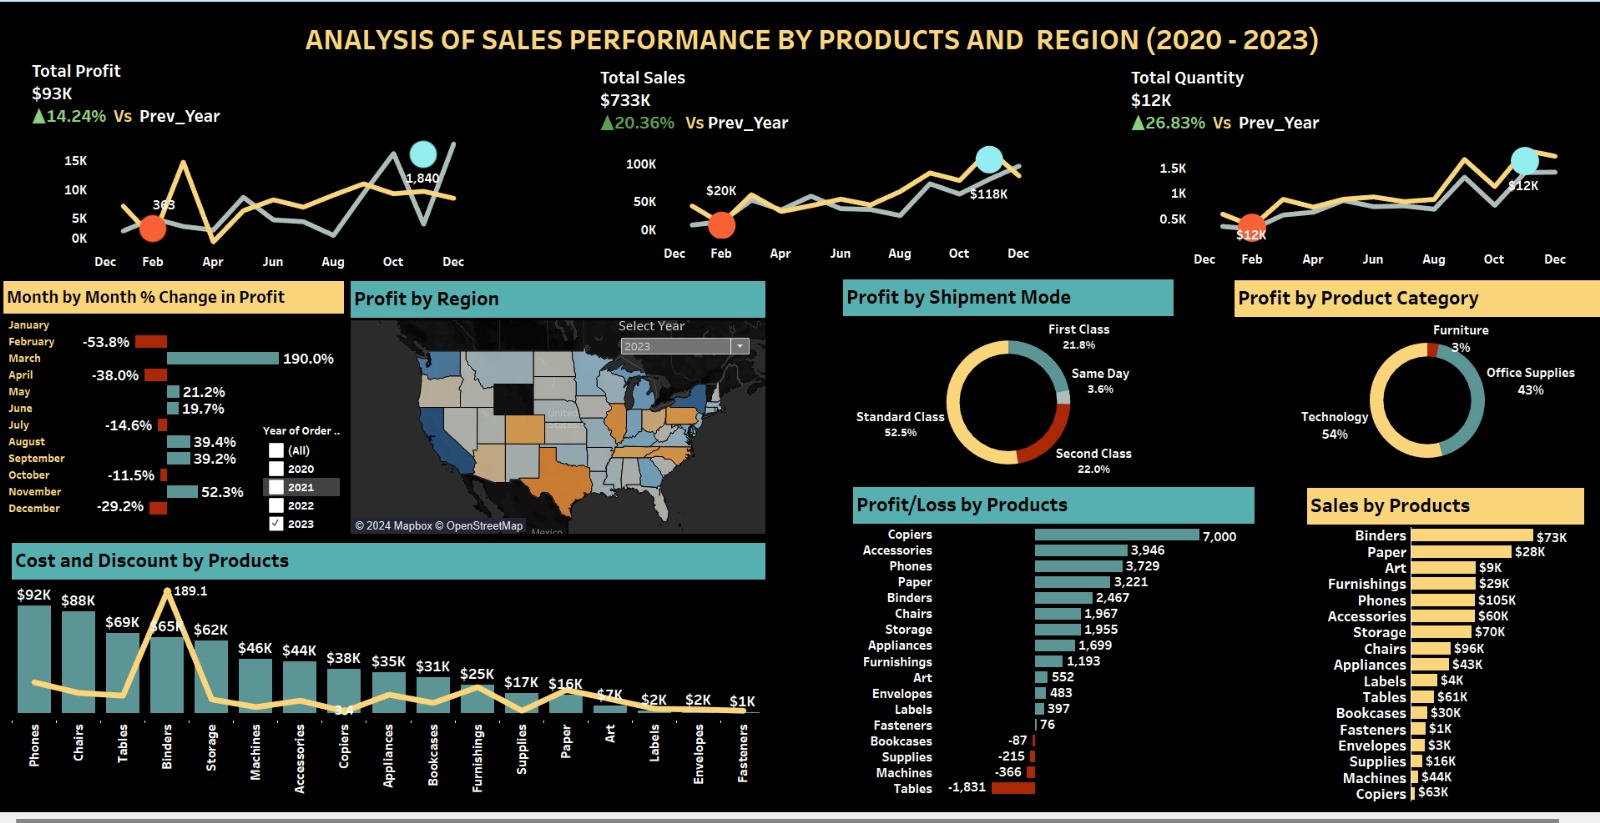 ANALYSIS OF SALES PERFORMANCE BY PRODUCTS AND REGION (2020 - 2023)
Total Profit
$93K
▲14.24% Vs Prev_Year
15K
10K
5K
0K
363
1,840
Dec Feb Apr Jun Aug Oct Dec
Total Sales
$733K
▲20.36% Vs Prev_Year
100K
50K
0K
$20K
$118K
Dec Feb Apr Jun Aug Oct Dec
Total Quantity
$12K
▲26.83% Vs Prev_Year
1.5K
1K
0.5K
$12K
$12K
Dec Feb Apr Jun Aug Oct Dec
Month by Month % Change in Profit
January
February -53.8%
March 190.0%
April -38.0%
May 21.2%
June 19.7%
July -14.6%
August 39.4%
September 39.2%
October -11.5%
November 52.3%
December -29.2%
Year of Order ..
(All)
2020
2021
2022
2023
Profit by Region
Select Year
2023
United States
Mexico
© 2024 Mapbox © OpenStreetMap
Profit by Shipment Mode
First Class
21.8%
Same Day
3.6%
Standard Class
52.5%
Second Class
22.0%
Profit by Product Category
Furniture
3%
Office Supplies
43%
Technology
54%
Cost and Discount by Products
$92K $88K $69K $65K $62K $46K $44K $38K $35K $31K $25K $17K $16K $7K $2K $2K $1K
189.1
3.4
Phones Chairs Tables Binders Storage Machines Accessories Copiers Appliances Bookcases Furnishings Supplies Paper Art Labels Envelopes Fasteners
Profit/Loss by Products
Copiers 7,000
Accessories 3,946
Phones 3,729
Paper 3,221
Binders 2,467
Chairs 1,967
Storage 1,955
Appliances 1,699
Furnishings 1,193
Art 552
Envelopes 483
Labels 397
Fasteners 76
Bookcases -87
Supplies -215
Machines -366
Tables -1,831
Sales by Products
Binders $73K
Paper $28K
Art $9K
Furnishings $29K
Phones $105K
Accessories $60K
Storage $70K
Chairs $96K
Appliances $43K
Labels $4K
Tables $61K
Bookcases $30K
Fasteners $1K
Envelopes $3K
Supplies $16K
Machines $44K
Copiers $63K